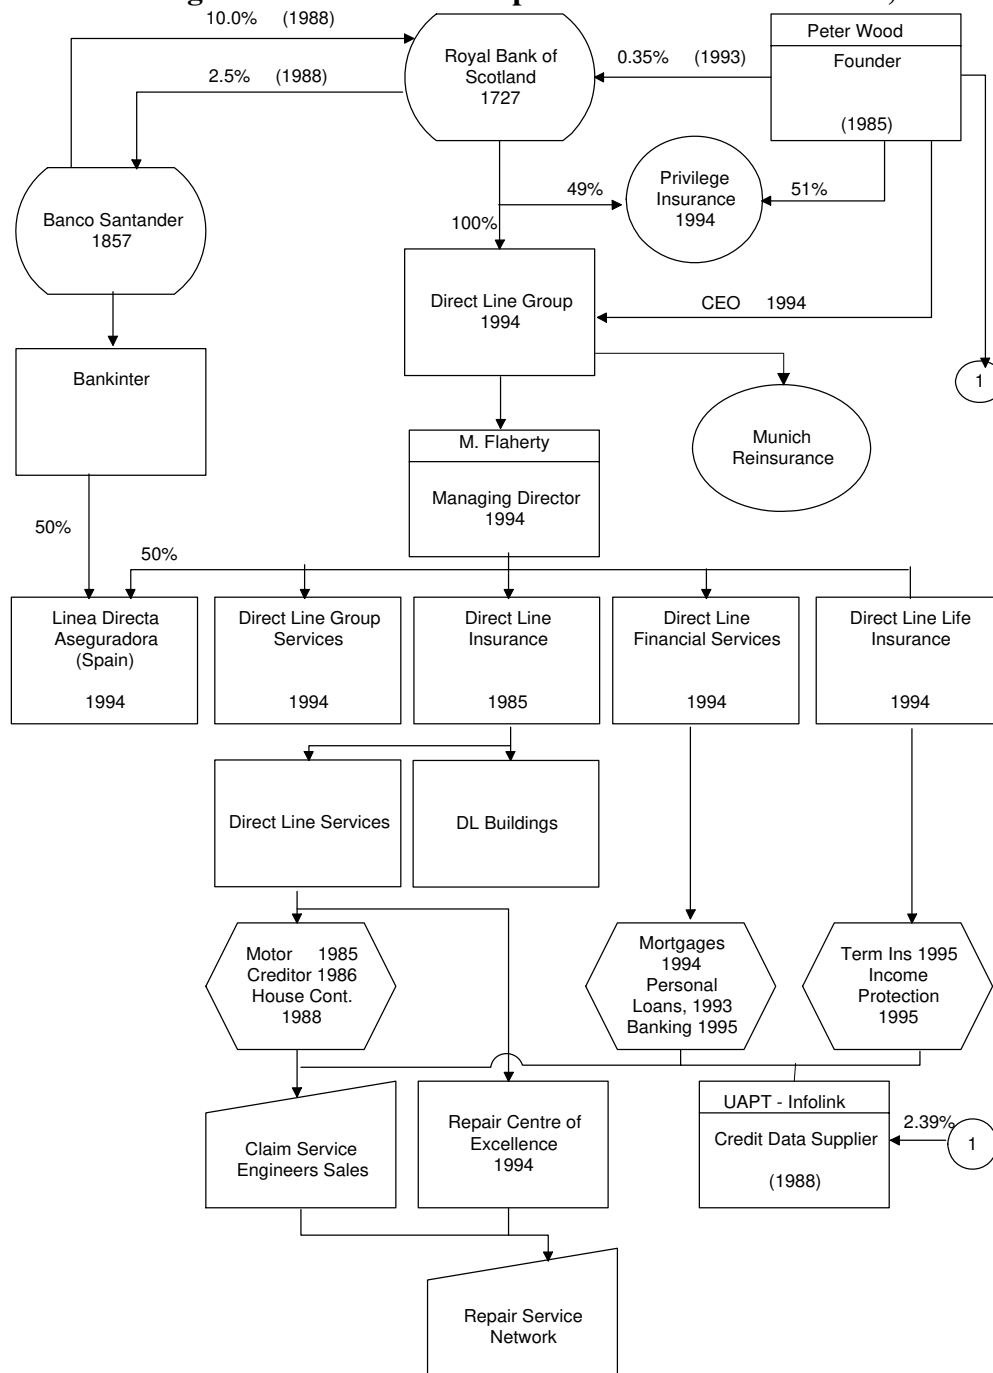 10.0% (1988)
2.5% (1988)
Royal Bank of
Scotland
1727
0.35% (1993)
Peter Wood
Founder
(1985)
Banco Santander
1857
49%
Privilege
Insurance
1994
51%
100%
Direct Line Group
1994
CEO 1994
Bankinter
1
M. Flaherty
Managing Director
1994
Munich
Reinsurance
50%
50%
Linea Directa
Aseguradora
(Spain)
1994
Direct Line Group
Services
1994
Direct Line
Insurance
1985
Direct Line
Financial Services
1994
Direct Line Life
Insurance
1994
Direct Line Services
DL Buildings
Motor 1985
Creditor 1986
House Cont.
1988
Mortgages
1994
Personal
Loans, 1993
Banking 1995
Term Ins 1995
Income
Protection
1995
Claim Service
Engineers Sales
Repair Centre of
Excellence
1994
UAPT - Infolink
Credit Data Supplier
(1988)
2.39%
1
Repair Service
Network